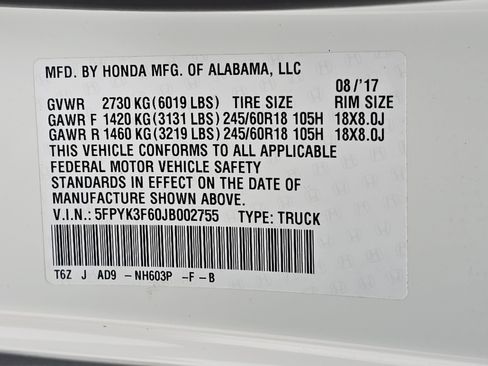 MFD. BY HONDA MFG. OF ALABAMA, LLC
08/'17
GVWR 2730 KG (6019 LBS) TIRE SIZE RIM SIZE
GAWR F 1420 KG (3131 LBS) 245/60R18 105H 18X8.0J
GAWR R 1460 KG (3219 LBS) 245/60R18 105H 18X8.0J
THIS VEHICLE CONFORMS TO ALL APPLICABLE
FEDERAL MOTOR VEHICLE SAFETY
STANDARDS IN EFFECT ON THE DATE OF
MANUFACTURE SHOWN ABOVE.
V.I.N.: 5FPYK3F60JB002755 TYPE: TRUCK
T6Z J AD9 -NH603P -F-B